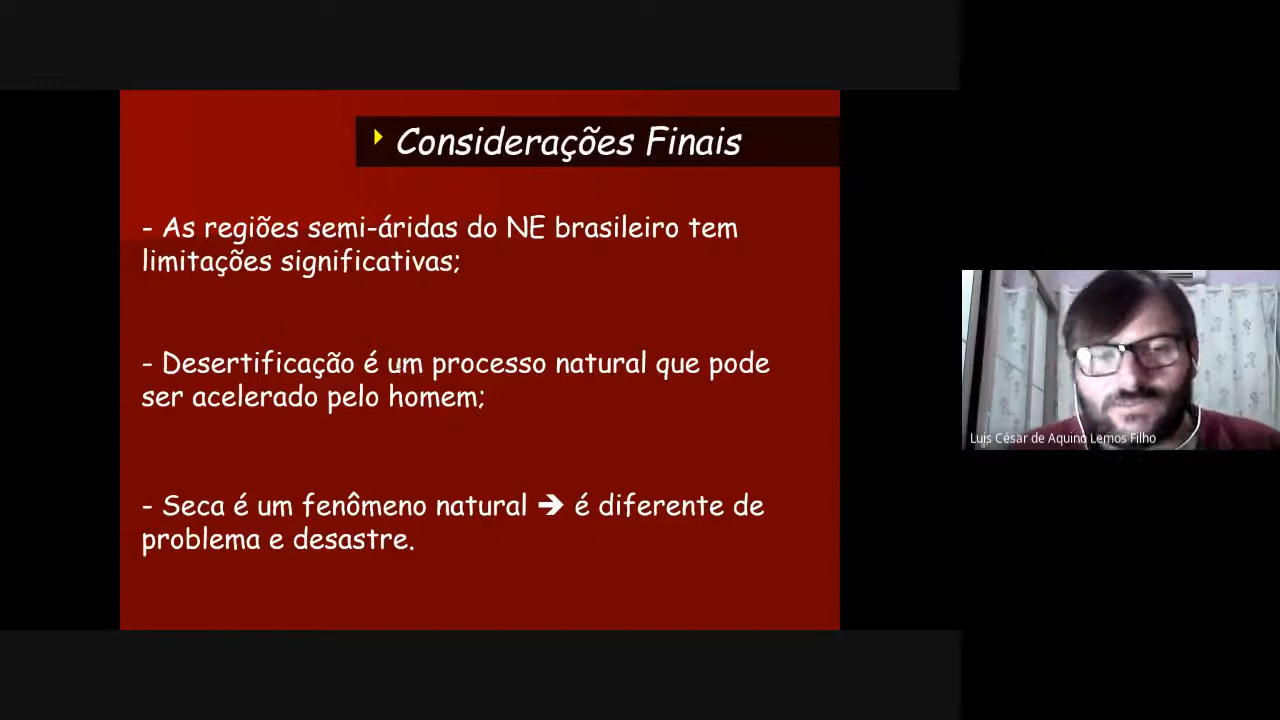 Considerações Finais
- As regiões semi-áridas do NE brasileiro tem
limitações significativas;
- Desertificação é um processo natural que pode
ser acelerado pelo homem;
- Seca é um fenômeno natural ➔ é diferente de
problema e desastre.
Luis César de Aquino Lemos Filho